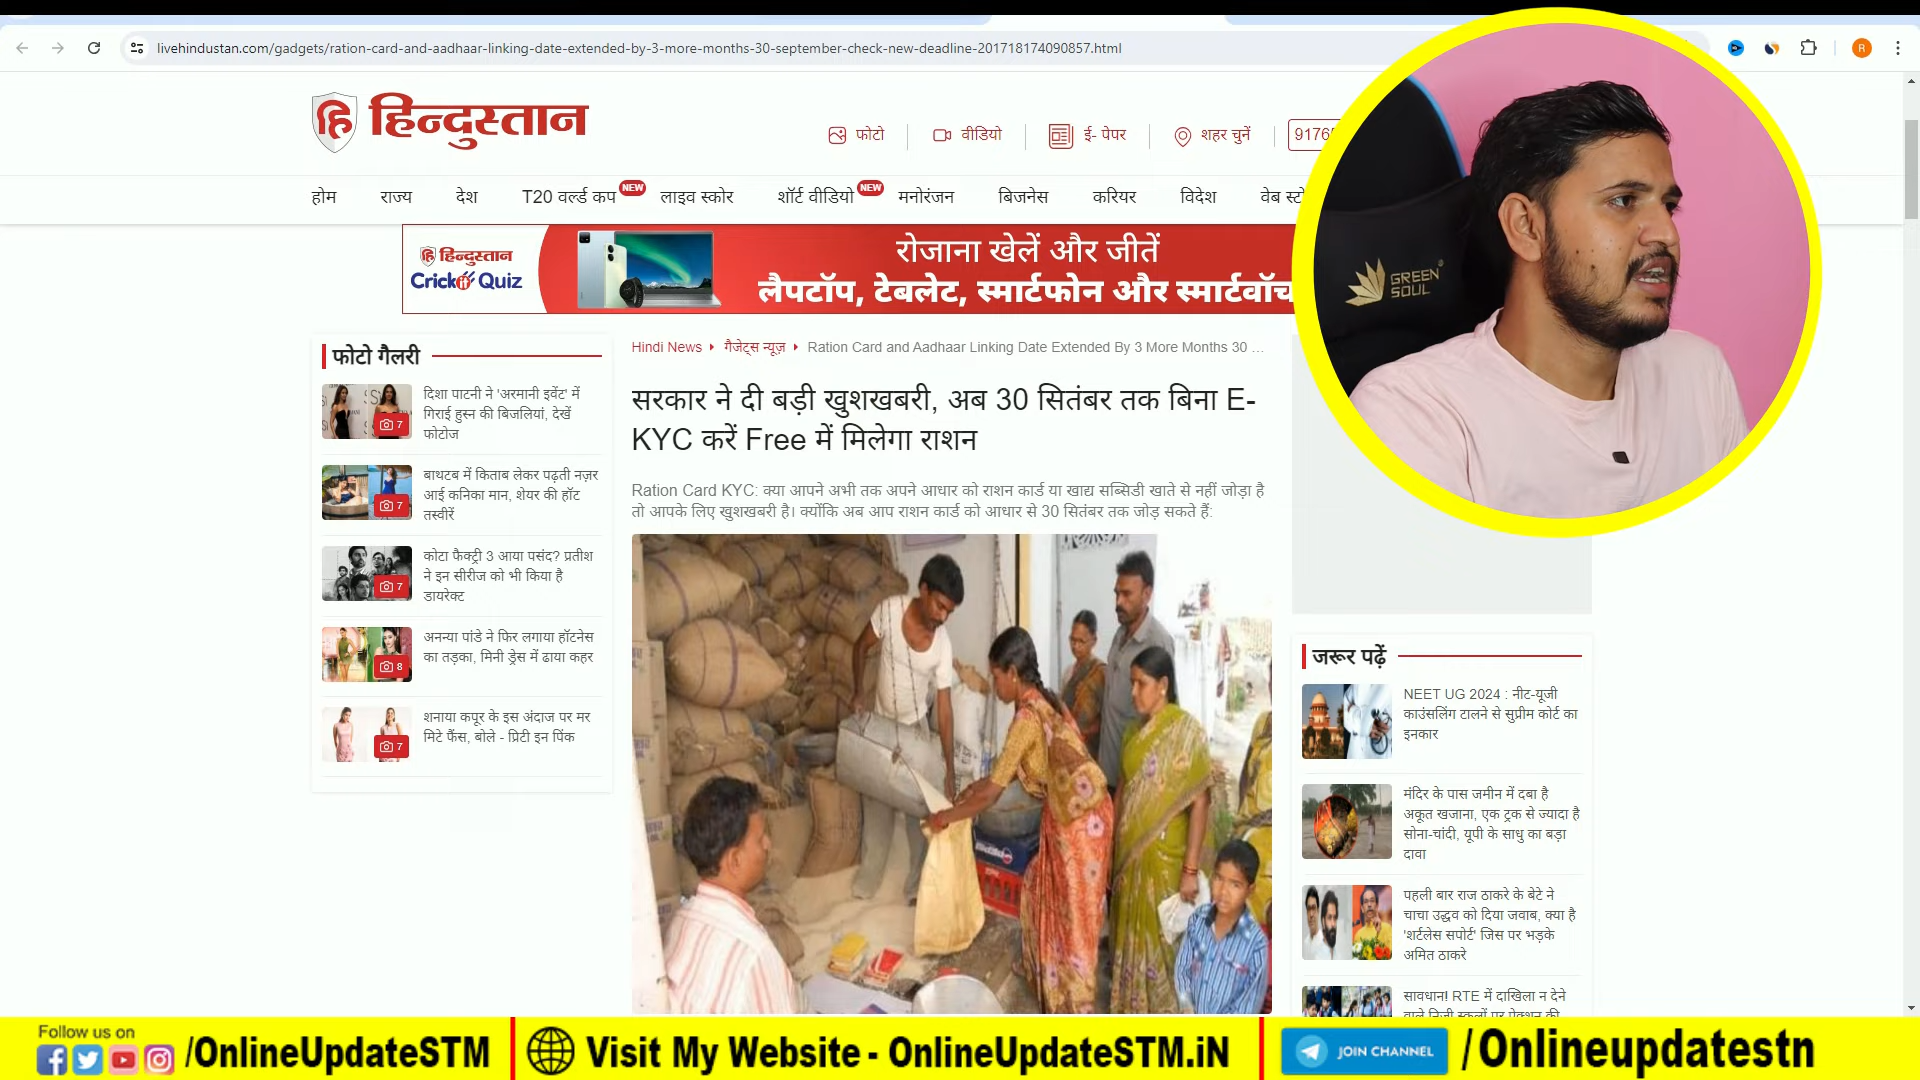 livehindustan.com/gadgets/ration-card-and-aadhaar-linking-date-extended-by-3-more-months-30-september-check-new-deadline-201718174090857.html
R
हि हिन्दुस्तान
फोटो
वीडियो
ई- पेपर
शहर चुनें
होम
राज्य
देश
T20 वर्ल्ड कप NEW
लाइव स्कोर
शॉर्ट वीडियो NEW
मनोरंजन
बिजनेस
करियर
विदेश
वेब
हि हिन्दुस्तान
Crick Quiz
रोजाना खेलें और जीतें
लैपटॉप, टेबलेट, स्मार्टफोन और स्मार्टवॉच
GREEN
SOUL
फोटो गैलरी
दिशा पाटनी ने 'अरमानी इवेंट' में
गिराई हुस्न की बिजलियां, देखें
फोटोज
7
बाथटब में किताब लेकर पढ़ती नज़र
आई कनिका मान, शेयर की हॉट
तस्वीरें
7
कोटा फैक्ट्री 3 आया पसंद? प्रतीश
ने इन सीरीज को भी किया है
डायरेक्ट
7
अनन्या पांडे ने फिर लगाया हॉटनेस
का तड़का, मिनी ड्रेस में ढाया कहर
8
शनाया कपूर के इस अंदाज पर मर
मिटे फैंस, बोले - प्रिटी इन पिंक
7
Hindi News गैजेट्स न्यूज़ Ration Card and Aadhaar Linking Date Extended By 3 More Months 30 ...
सरकार ने दी बड़ी खुशखबरी, अब 30 सितंबर तक बिना E-
KYC करें Free में मिलेगा राशन
Ration Card KYC: क्या आपने अभी तक अपने आधार को राशन कार्ड या खाद्य सब्सिडी खाते से नहीं जोड़ा है
तो आपके लिए खुशखबरी है। क्योंकि अब आप राशन कार्ड को आधार से 30 सितंबर तक जोड़ सकते हैं:
जरूर पढ़ें
NEET UG 2024 : नीट-यूजी
काउंसलिंग टालने से सुप्रीम कोर्ट का
इनकार
मंदिर के पास जमीन में दबा है
अकूत खजाना, एक ट्रक से ज्यादा है
सोना-चांदी, यूपी के साधु का बड़ा
दावा
पहली बार राज ठाकरे के बेटे ने
चाचा उद्धव को दिया जवाब, क्या है
'शर्टलेस सपोर्ट' जिस पर भड़के
अमित ठाकरे
सावधान! RTE में दाखिला न देने
Follow us on
/OnlineUpdateSTM
Visit My Website - OnlineUpdateSTM.iN
JOIN CHANNEL
/Onlineupdatestn